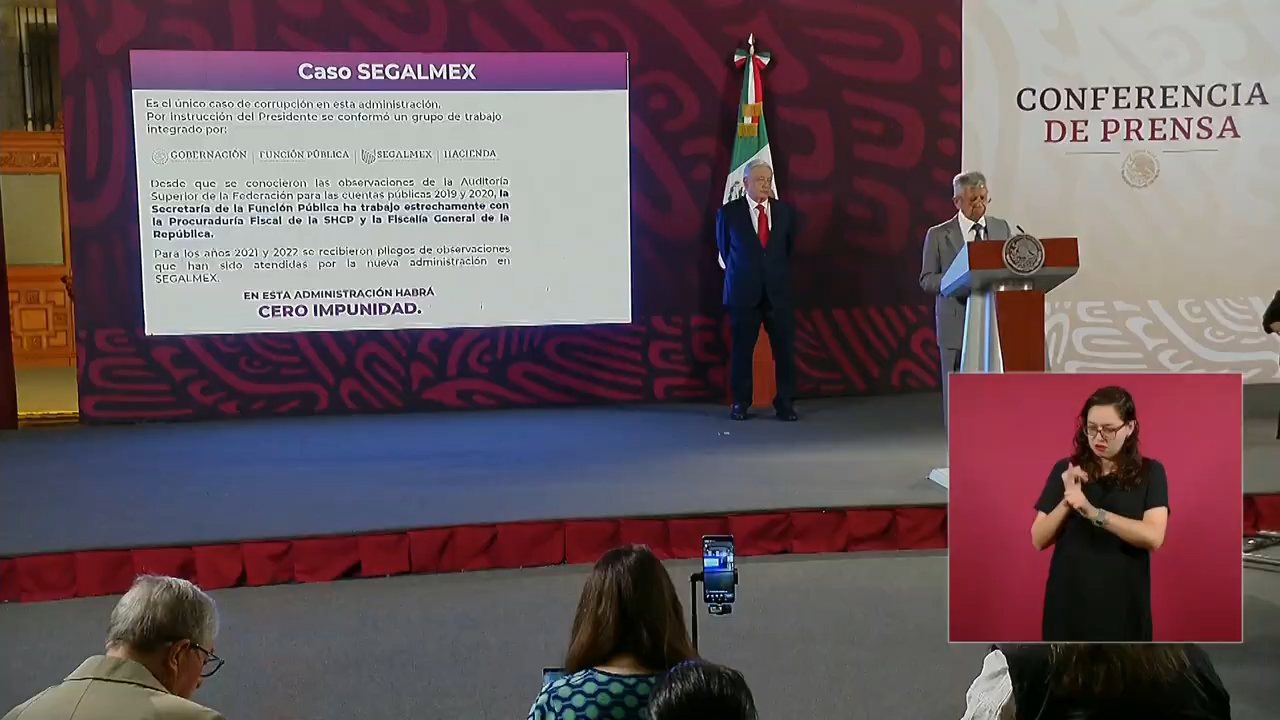 Caso SEGALMEX
Es el único caso de corrupción en esta administración.
Por instrucción del Presidente se conformó un grupo de trabajo
integrado por:
GOBERNACIÓN | FUNCIÓN PÚBLICA | SEGALMEX | HACIENDA
Desde que se conocieron las observaciones de la Auditoría
Superior de la Federación para las cuentas públicas 2019 y 2020, la
Secretaría de la Función Pública ha trabajo estrechamente con
la Procuraduría Fiscal de la SHCP y la Fiscalía General de la
República.
Para los años 2021 y 2022 se recibieron pliegos de observaciones
que han sido atendidas por la nueva administración en
SEGALMEX.
EN ESTA ADMINISTRACIÓN HABRÁ
CERO IMPUNIDAD.
CONFERENCIA
DE PRENSA